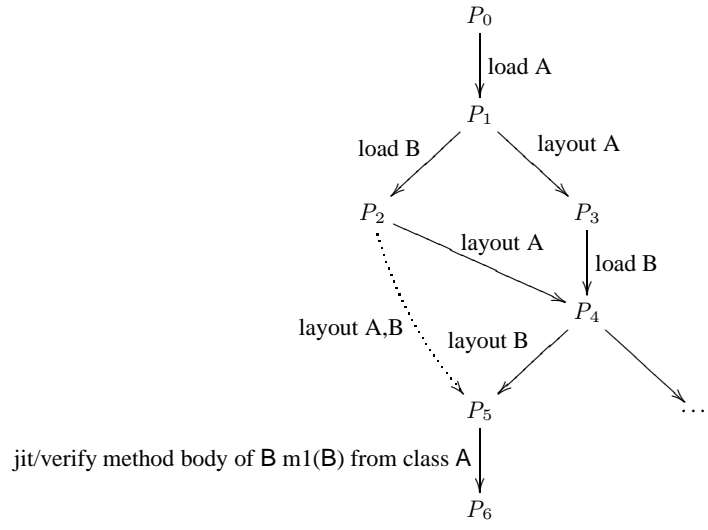 P0
load A
P1
load B
layout A
P2
P3
layout A
load B
P4
layout A,B
layout B
P5
...
jit/verify method body of B m1(B) from class A
P6